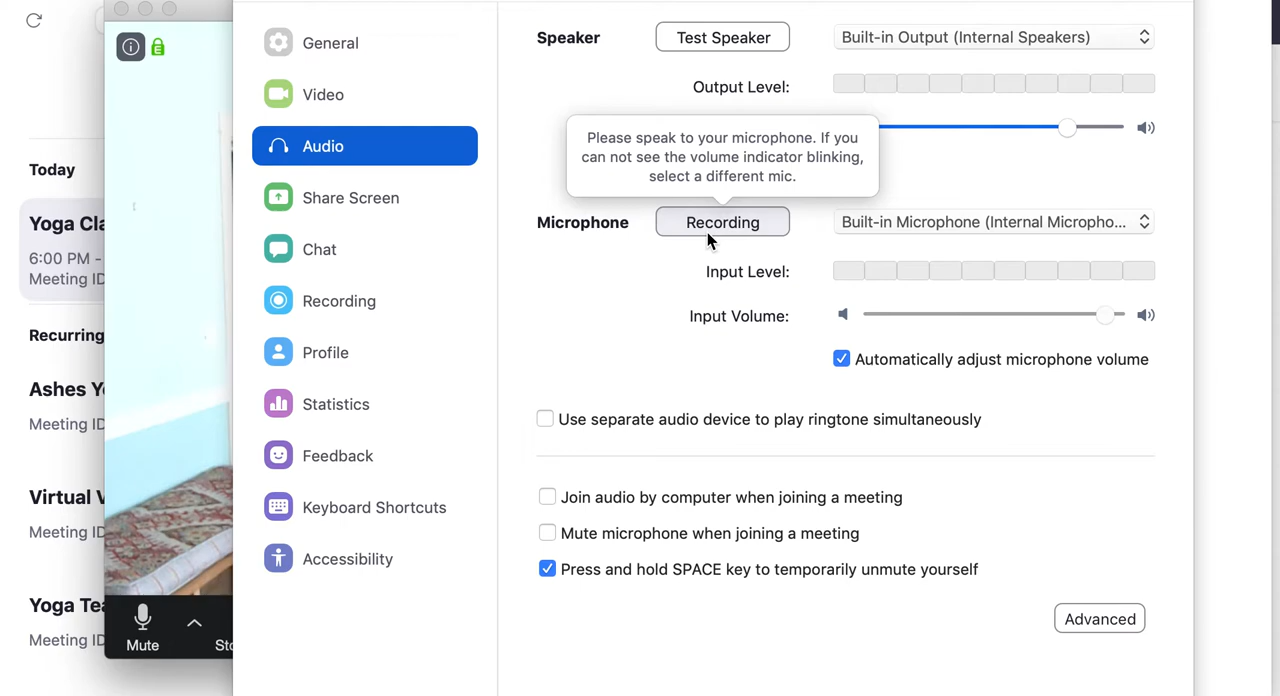 Today
Yoga Cla
6:00 PM -
Meeting ID
Recurring
Ashes Y
Meeting ID
Virtual V
Meeting ID
Yoga Tea
Meeting ID
Mute
Sto
General
Video
Audio
Share Screen
Chat
Recording
Profile
Statistics
Feedback
Keyboard Shortcuts
Accessibility
Speaker
Test Speaker
Built-in Output (Internal Speakers)
Output Level:
Please speak to your microphone. If you
can not see the volume indicator blinking,
select a different mic.
Microphone
Recording
Built-in Microphone (Internal Micropho...
Input Level:
Input Volume:
Automatically adjust microphone volume
Use separate audio device to play ringtone simultaneously
Join audio by computer when joining a meeting
Mute microphone when joining a meeting
Press and hold SPACE key to temporarily unmute yourself
Advanced